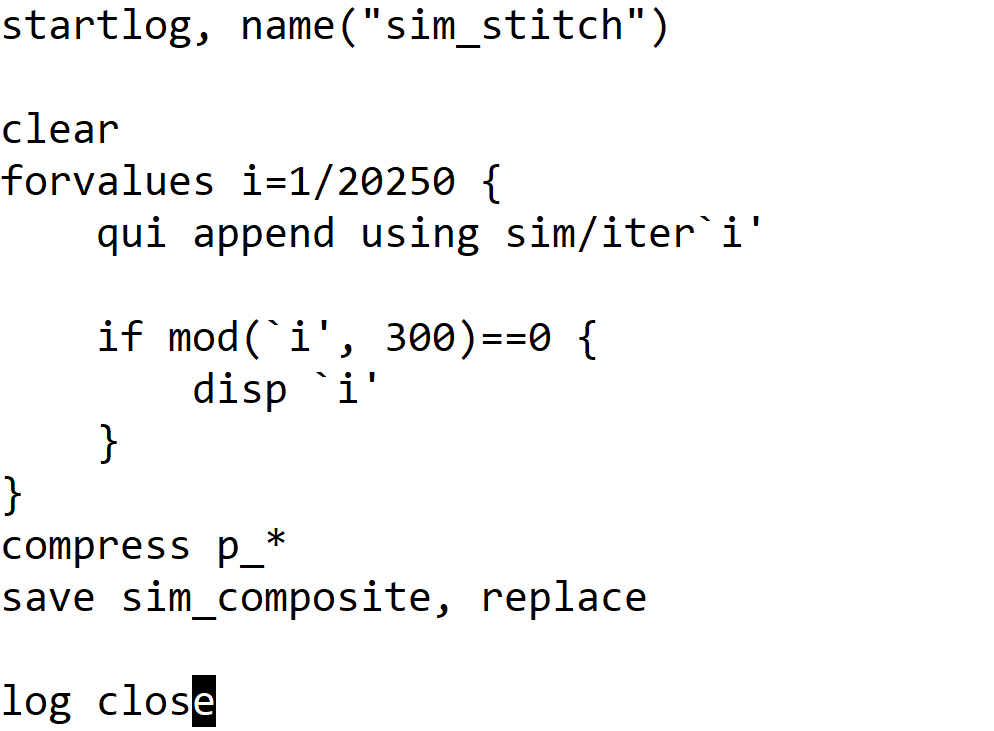 startlog, name("sim_stitch")
clear
forvalues i=1/20250 {
    qui append using sim/iter`i'
    if mod(`i', 300)==0 {
        disp `i'
    }
}
compress p_*
save sim_composite, replace
log close